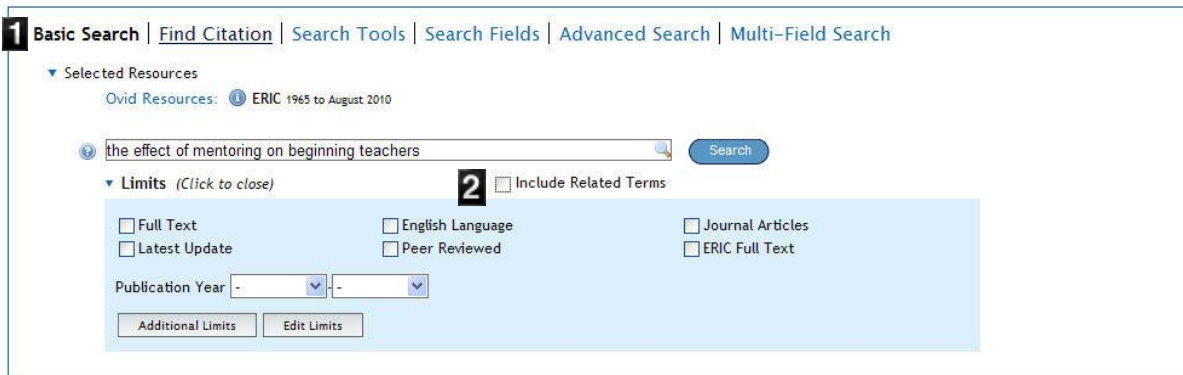 1 Basic Search | Find Citation | Search Tools | Search Fields | Advanced Search | Multi-Field Search
Selected Resources
Ovid Resources: ERIC 1965 to August 2010
the effect of mentoring on beginning teachers Search
Limits (Click to close) 2 Include Related Terms
Full Text English Language Journal Articles
Latest Update Peer Reviewed ERIC Full Text
Publication Year - - -
Additional Limits Edit Limits